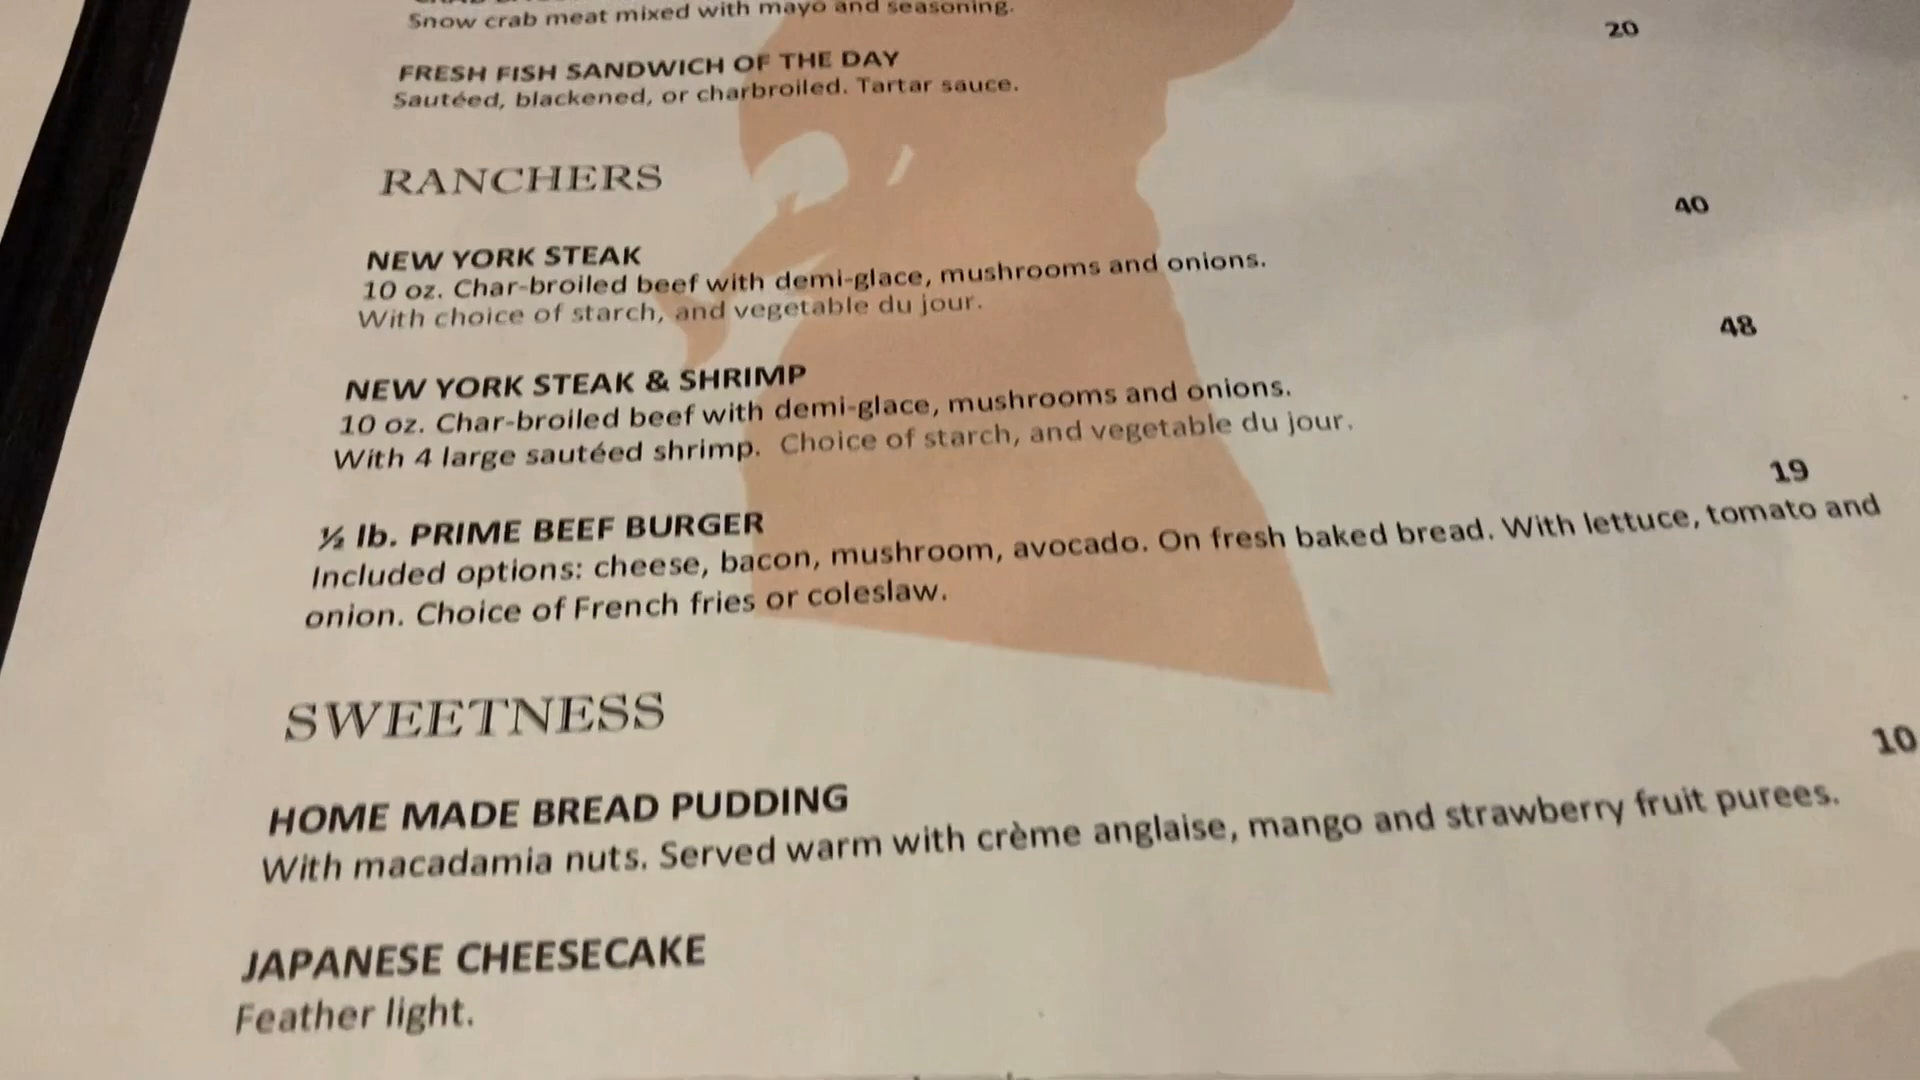 Snow crab meat mixed with mayo and seasoning.
20
FRESH FISH SANDWICH OF THE DAY
Sautéed, blackened, or charbroiled. Tartar sauce.
RANCHERS
40
NEW YORK STEAK
10 oz. Char-broiled beef with demi-glace, mushrooms and onions.
With choice of starch, and vegetable du jour.
48
NEW YORK STEAK & SHRIMP
10 oz. Char-broiled beef with demi-glace, mushrooms and onions.
With 4 large sautéed shrimp. Choice of starch, and vegetable du jour.
19
½ lb. PRIME BEEF BURGER
Included options: cheese, bacon, mushroom, avocado. On fresh baked bread. With lettuce, tomato and
onion. Choice of French fries or coleslaw.
SWEETNESS
10
HOME MADE BREAD PUDDING
With macadamia nuts. Served warm with crème anglaise, mango and strawberry fruit purees.
JAPANESE CHEESECAKE
Feather light.